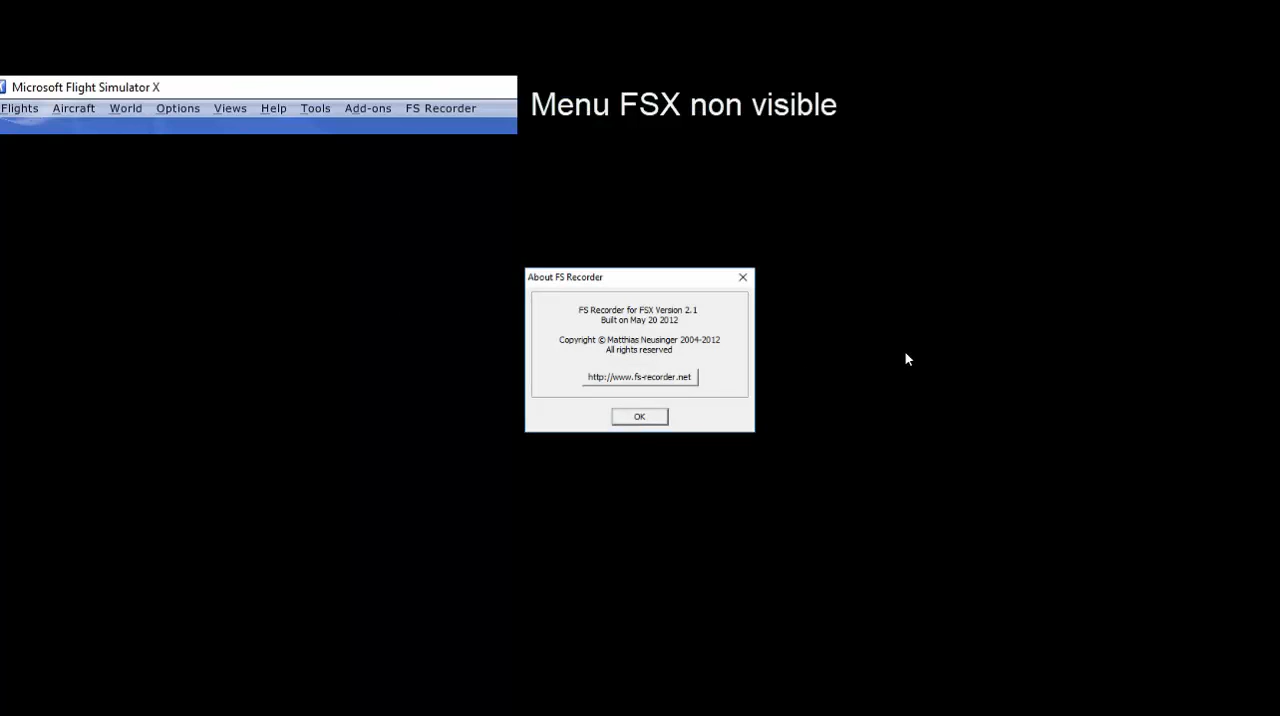 Microsoft Flight Simulator X
Flights Aircraft World Options Views Help Tools Add-ons FS Recorder
Menu FSX non visible
About FS Recorder
FS Recorder for FSX Version 2.1
Built on May 20 2012
Copyright © Matthias Neusinger 2004-2012
All rights reserved
http://www.fs-recorder.net
OK